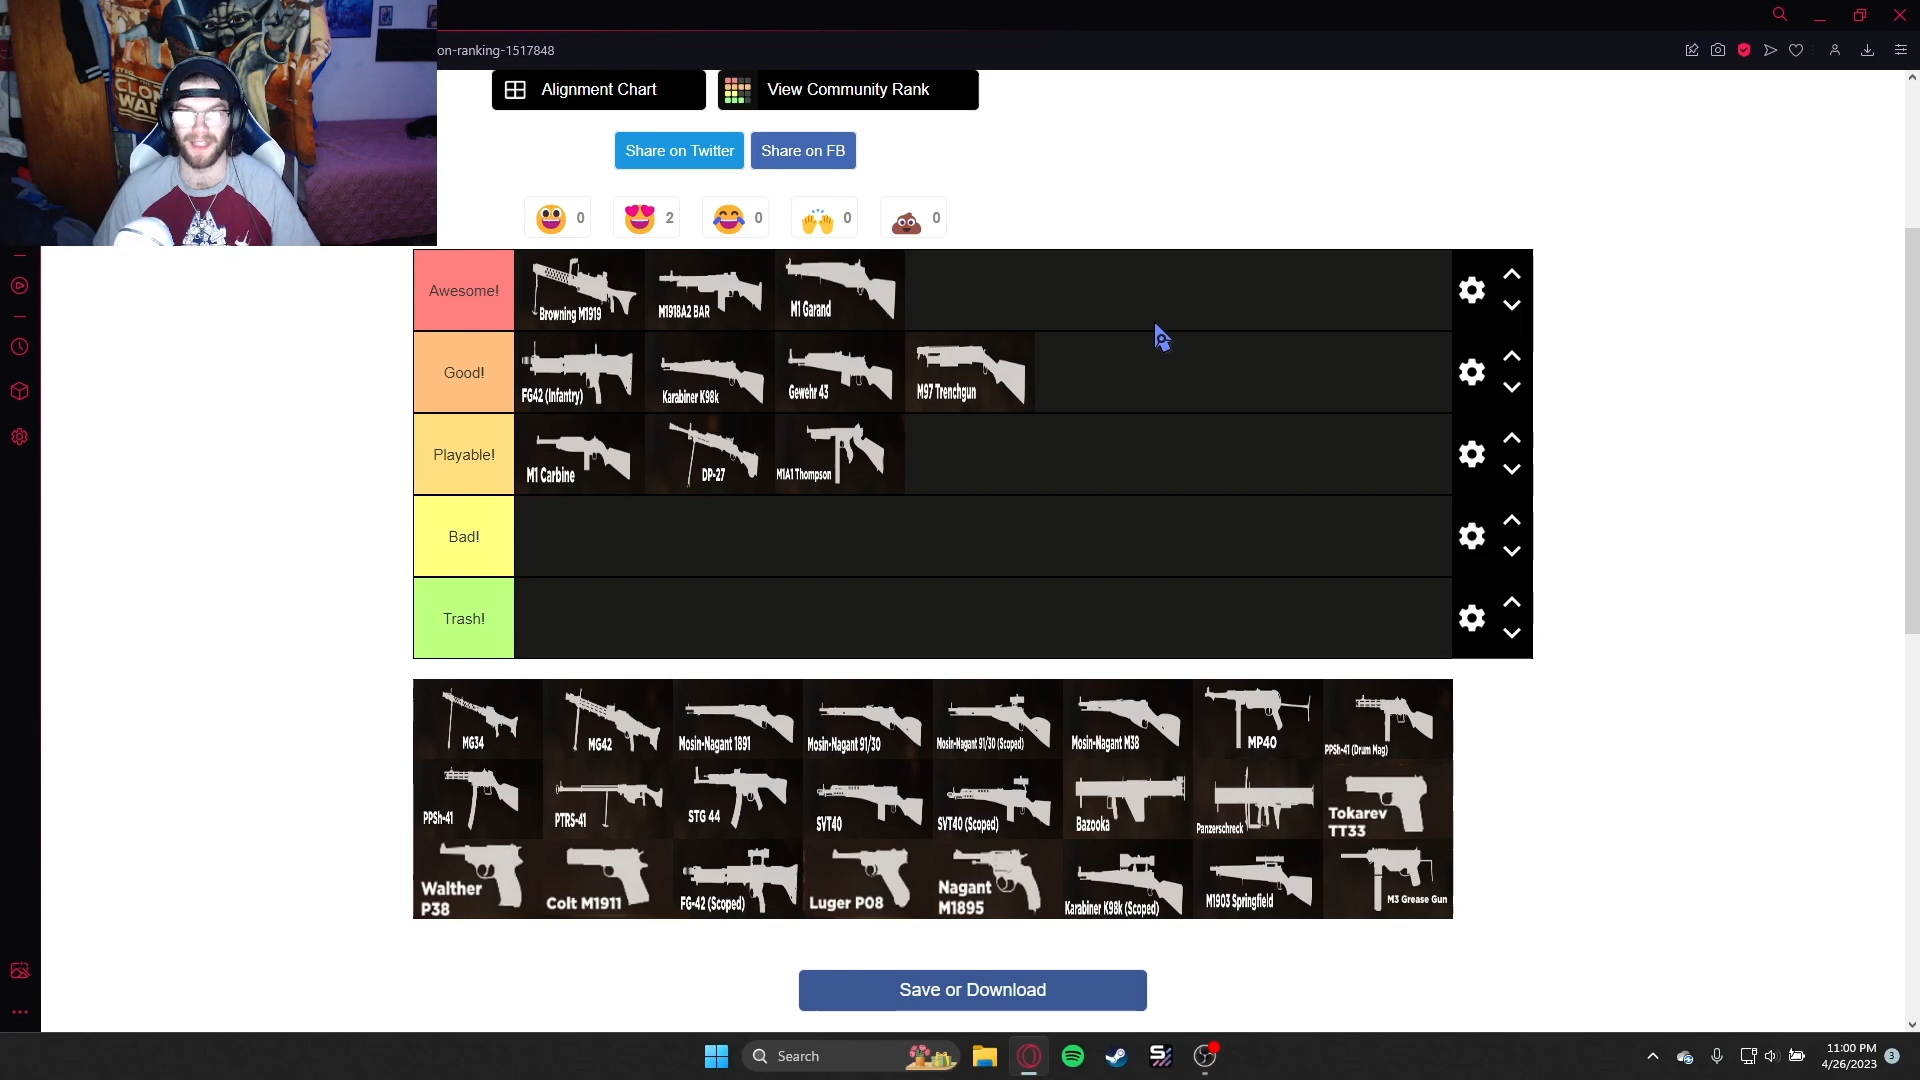 on-ranking-1517848
Alignment Chart
View Community Rank
Share on Twitter
Share on FB
0
2
0
0
0
Awesome!
Browning M1919
M1918A2 BAR
M1 Garand
Good!
FG42 (Infantry)
Karabiner K98k
Gewehr 43
M97 Trenchgun
Playable!
M1 Carbine
DP-27
M1A1 Thompson
Bad!
Trash!
MG34
MG42
Mosin-Nagant 1891
Mosin-Nagant 91/30
Mosin-Nagant 91/30 (Scoped)
Mosin-Nagant M38
MP40
PPSh-41 (Drum Mag)
PPSh-41
PTRS-41
STG 44
SVT40
SVT40 (Scoped)
Bazooka
Panzerschreck
Tokarev
TT33
Walther
P38
Colt M1911
FG-42 (Scoped)
Luger P08
Nagant
M1895
Karabiner K98k (Scoped)
M1903 Springfield
M3 Grease Gun
Save or Download
Search
11:00 PM
4/26/2023
3